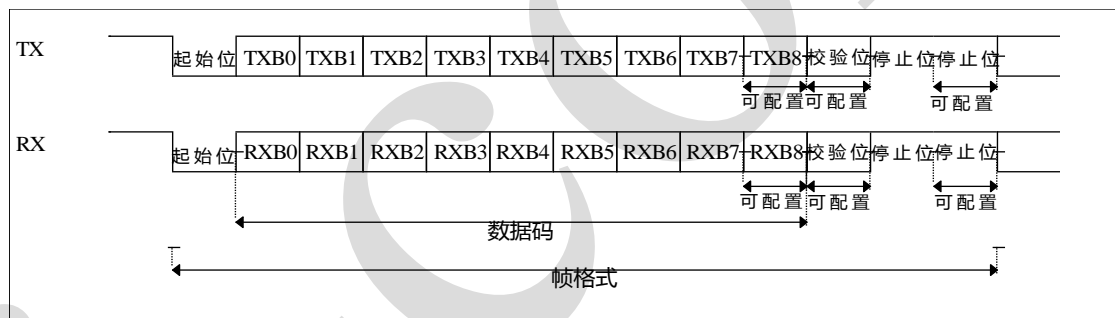 TX 起始位 TXB0 TXB1 TXB2 TXB3 TXB4 TXB5 TXB6 TXB7 TXB8 校验位 停止位 停止位
可配置 可配置 可配置
RX 起始位 RXB0 RXB1 RXB2 RXB3 RXB4 RXB5 RXB6 RXB7 RXB8 校验位 停止位 停止位
可配置 可配置 可配置
数据码
帧格式